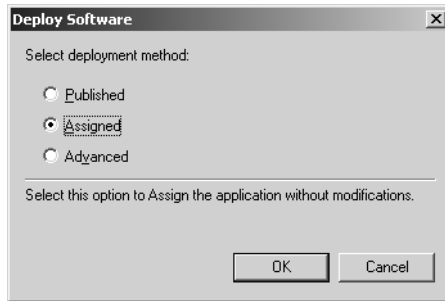 Deploy Software
Select deployment method:
Published
Assigned
Advanced
Select this option to Assign the application without modifications.
OK Cancel